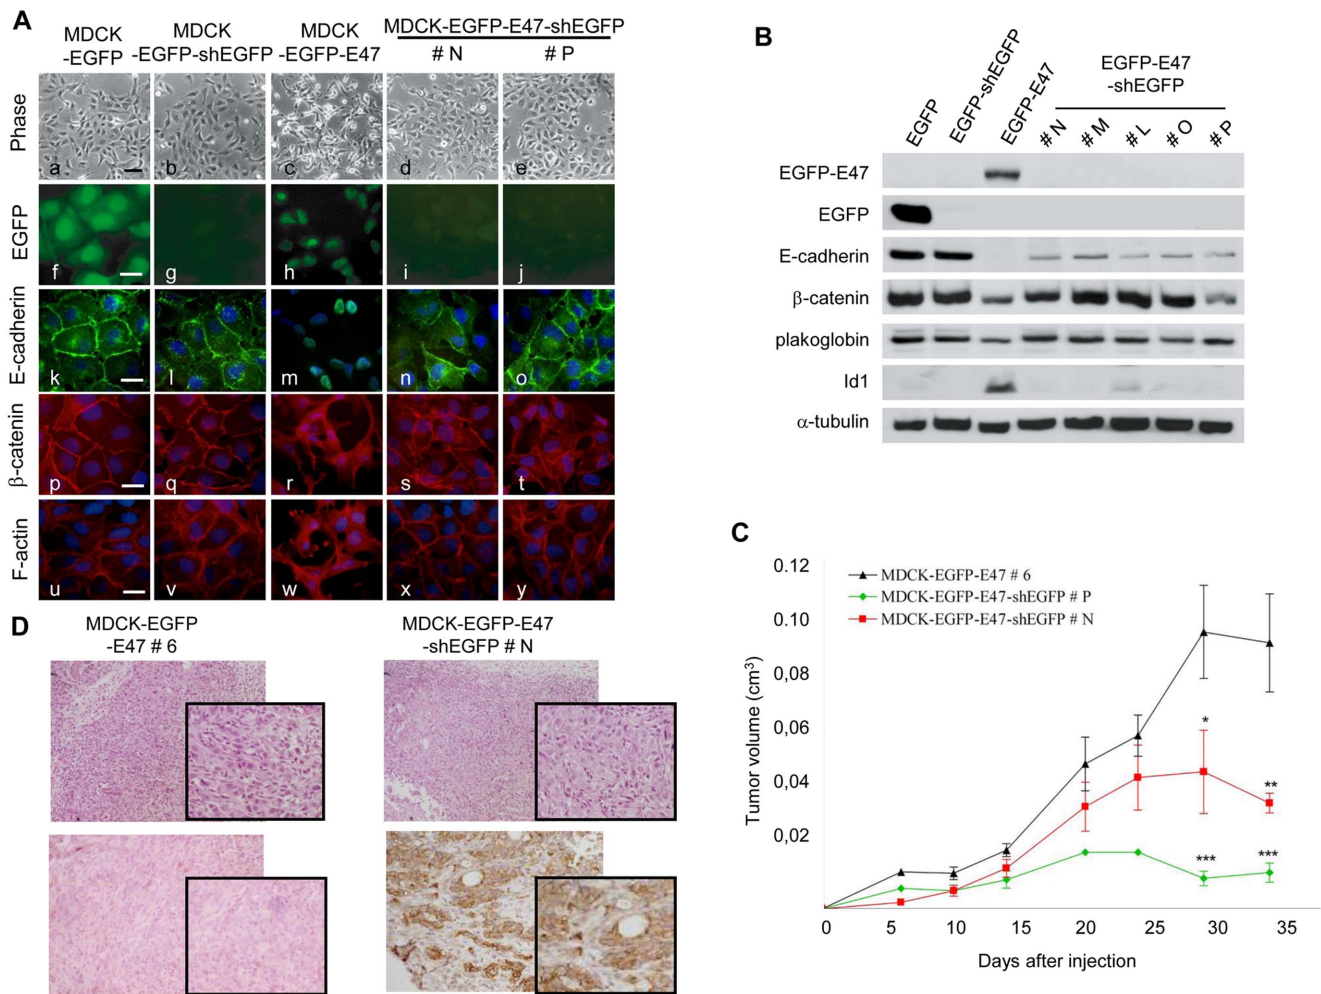 A
MDCK
-EGFP
MDCK
-EGFP-shEGFP
MDCK
-EGFP-E47
MDCK-EGFP-E47-shEGFP
# N
# P
Phase
a
b
c
d
e
EGFP
f
g
h
i
j
E-cadherin
k
l
m
n
o
β-catenin
p
q
r
s
t
F-actin
u
v
w
x
y
B
EGFP
EGFP-shEGFP
EGFP-E47
EGFP-E47
-shEGFP
# N
# M
# L
# O
# P
EGFP-E47
EGFP
E-cadherin
β-catenin
plakoglobin
Id1
α-tubulin
C
MDCK-EGFP-E47 # 6
MDCK-EGFP-E47-shEGFP # P
MDCK-EGFP-E47-shEGFP # N
Tumor volume (cm³)
0.12
0.10
0,08
0,06
0,04
0,02
*
**
***
***
0
5
10
15
20
25
30
35
Days after injection
D
MDCK-EGFP
-E47 # 6
MDCK-EGFP-E47
-shEGFP # N